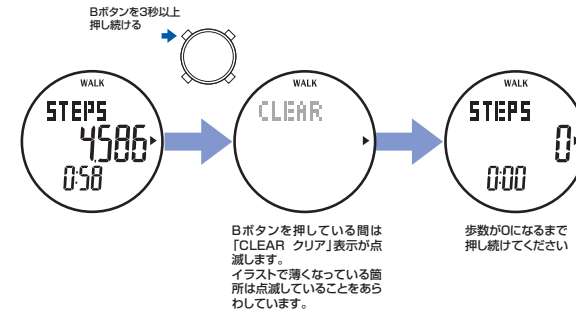 Bボタンを3秒以上
押し続ける
WALK
STEPS
4,586
0:58
WALK
CLEAR
WALK
STEPS
0
0:00
Bボタンを押している間は
「CLEAR クリア」表示が点
滅します。
イラストで薄くなっている箇
所は点滅していることをあら
わしています。
歩数が0になるまで
押し続けてください